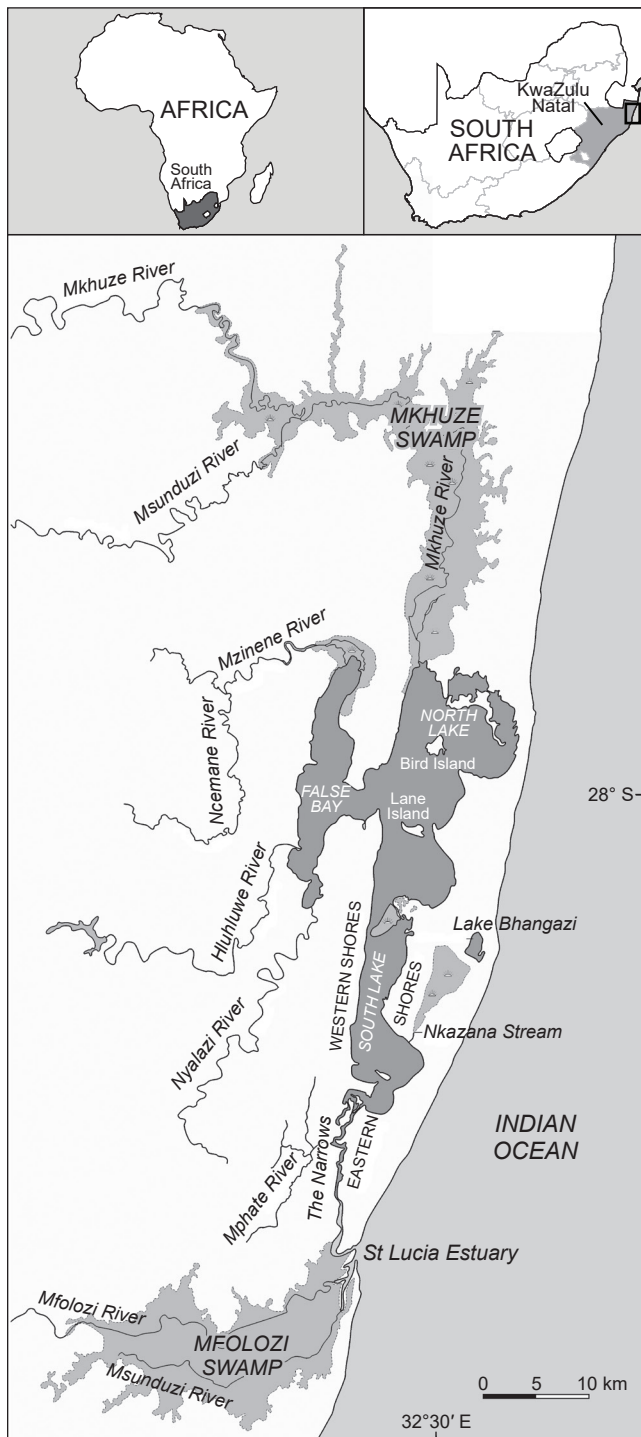 AFRICA
South
Africa
KwaZulu
Natal
SOUTH
AFRICA
Mkhuze River
MKHUZE
SWAMP
Msunduzi River
Mkhuze River
Mzinene River
Ncemane River
NORTH
LAKE
Bird Island
FALSE
BAY
Lane
Island
28° S
Hluhluwe River
Lake Bhangazi
WESTERN SHORES
SOUTH LAKE
SHORES
Nyalazi River
Nkazana Stream
INDIAN
OCEAN
EASTERN
The Narrows
Mphate River
St Lucia Estuary
Mfolozi River
MFOLOZI
SWAMP
Msunduzi River
0 5 10 km
32°30′ E